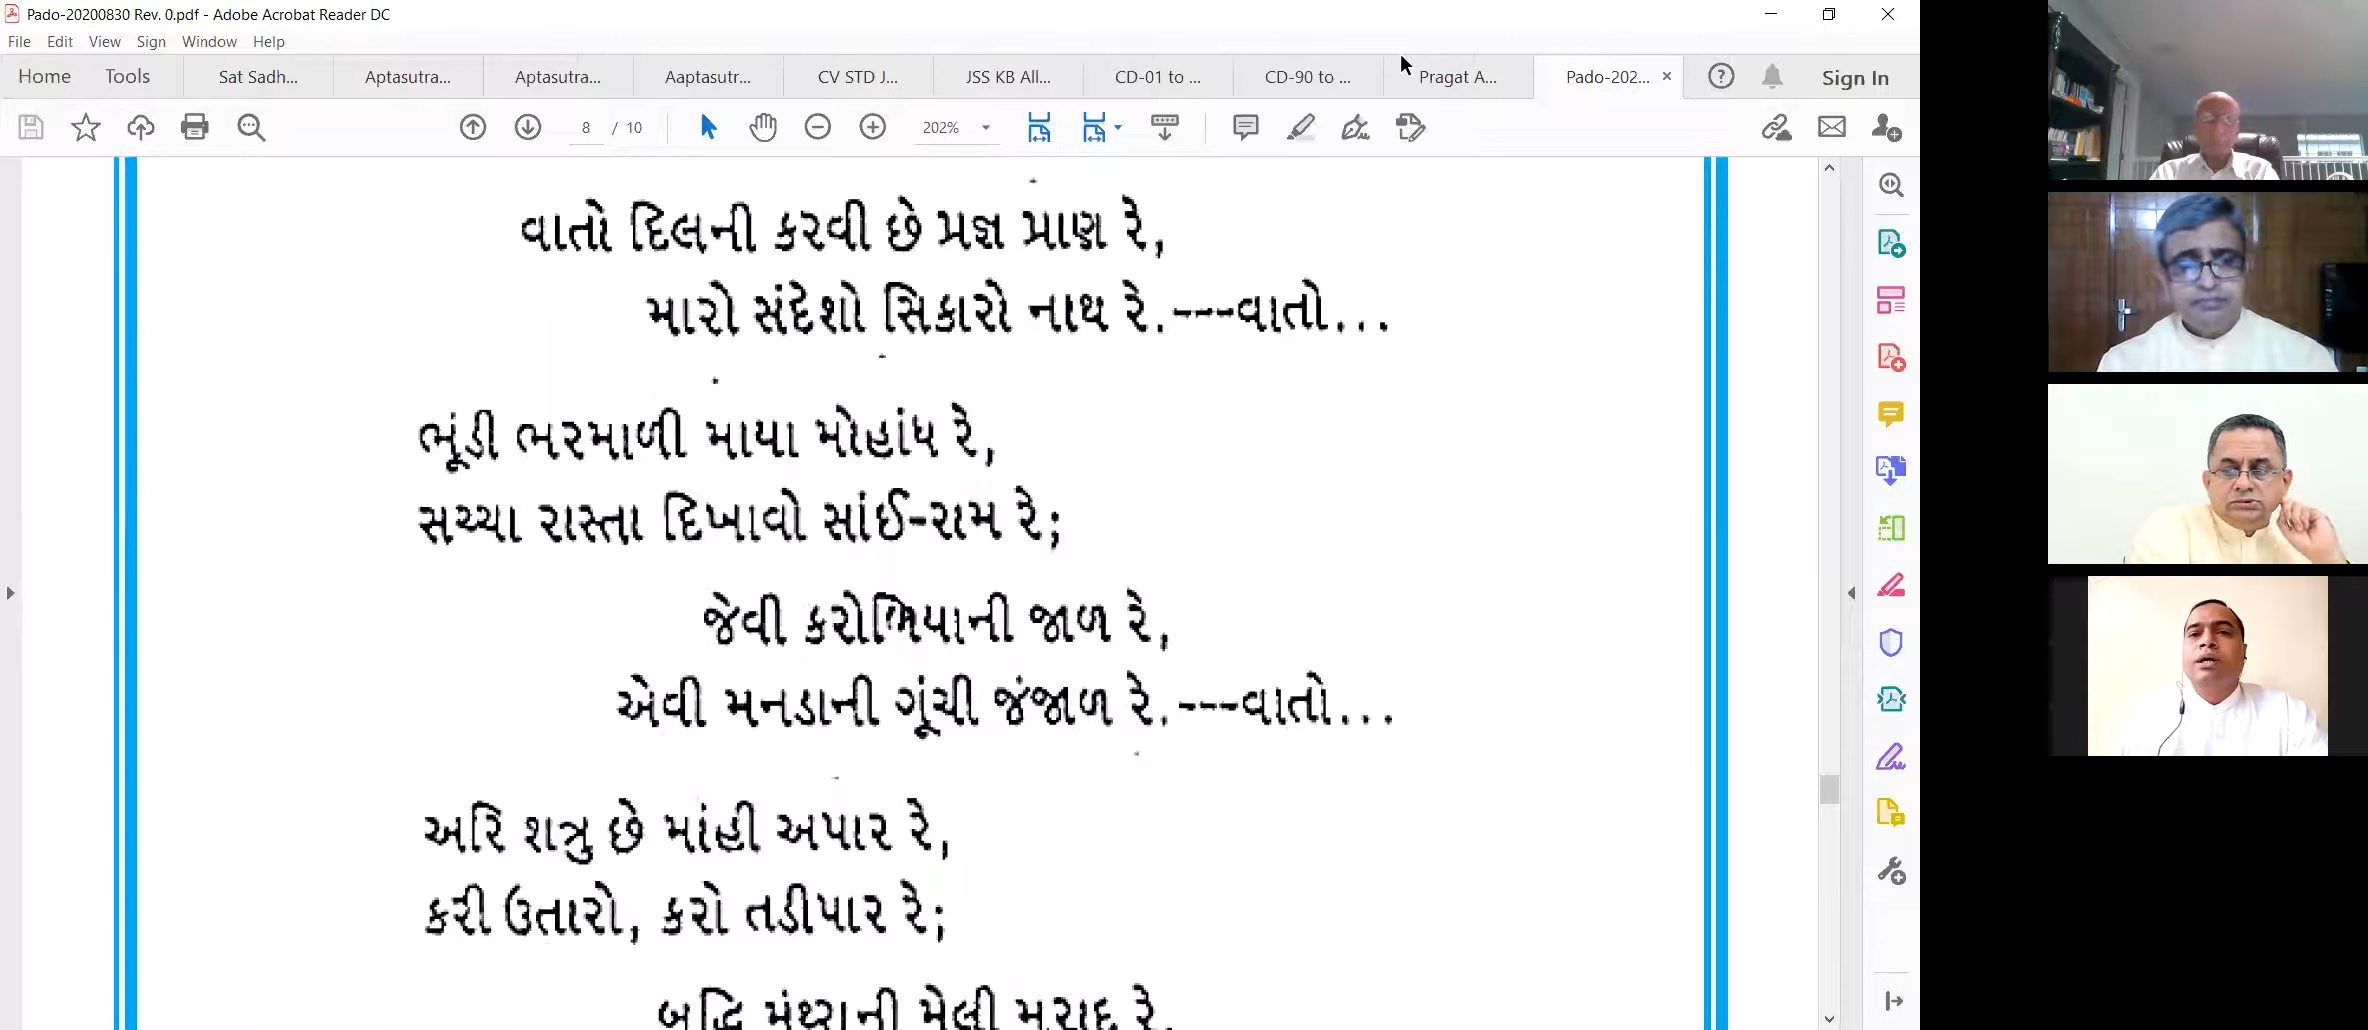 Pado-20200830 Rev. 0.pdf - Adobe Acrobat Reader DC
File Edit View Sign Window Help
Home Tools Sat Sadh... Aptasutra... Aptasutra... Aaptasutr... CV STD J... JSS KB All... CD-01 to ... CD-90 to ... Pragat A... Pado-202... Sign In
8 / 10 202%
વાતો દિલની કરવી છે પ્રજ્ઞ પ્રાણ રે,
મારો સંદેશો સિકારો નાથ રે.---વાતો...
ભૂંડી ભરમાળી માયા મોહાંધ રે,
સચ્ચા રાસ્તા દિખાવો સાંઈ-રામ રે;
જેવી જાળ રે,
એવી મનડાની ગૂંચી જંજાળ રે.---વાતો...
અરિ શત્રુ છે માંહી અપાર રે,
કરી ઉતારો, કરો તડીપાર રે;
બુદ્ધિ મંથરાની મેલી મુરાદ રે,